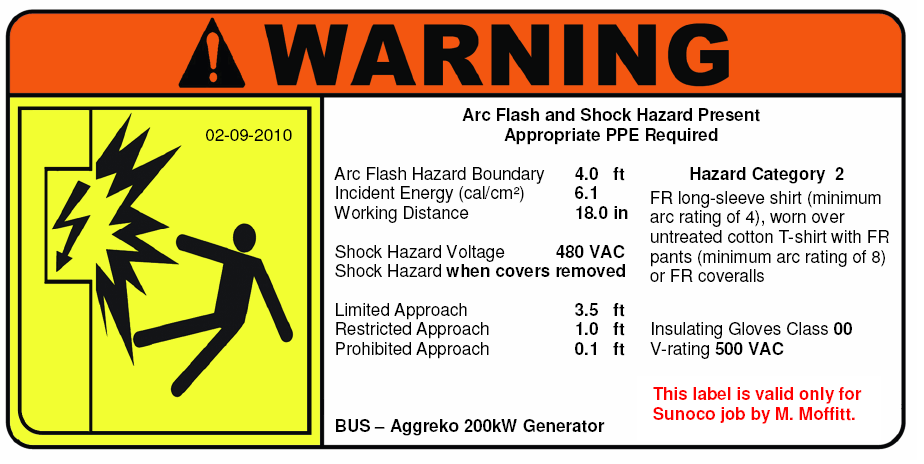 WARNING
02-09-2010
Arc Flash and Shock Hazard Present
Appropriate PPE Required
Arc Flash Hazard Boundary 4.0 ft
Incident Energy (cal/cm²) 6.1
Working Distance 18.0 in
Shock Hazard Voltage 480 VAC
Shock Hazard when covers removed
Limited Approach 3.5 ft
Restricted Approach 1.0 ft
Prohibited Approach 0.1 ft
BUS – Aggreko 200kW Generator
Hazard Category 2
FR long-sleeve shirt (minimum
arc rating of 4), worn over
untreated cotton T-shirt with FR
pants (minimum arc rating of 8)
or FR coveralls
Insulating Gloves Class 00
V-rating 500 VAC
This label is valid only for
Sunoco job by M. Moffitt.